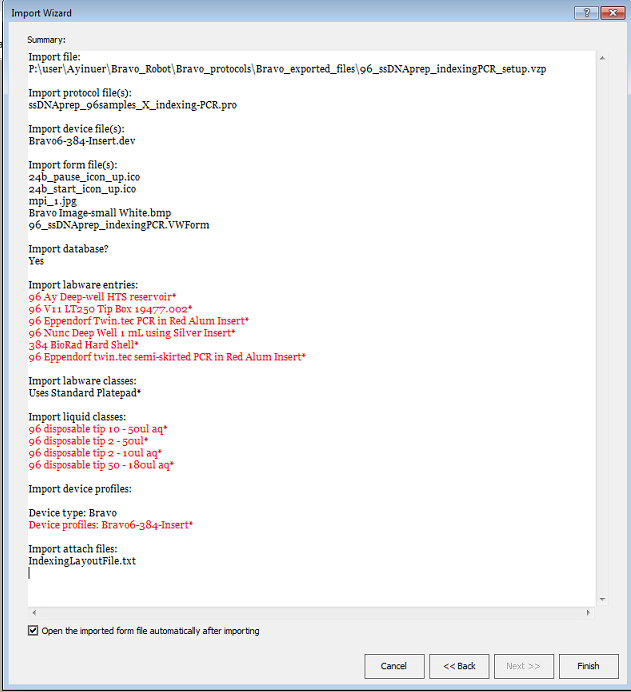 Import Wizard
Summary:
Import file:
P:\user\Ayinuer\Bravo_Robot\Bravo_protocols\Bravo_exported_files\96_ssDNAprep_indexingPCR_setup.vzp
Import protocol file(s):
ssDNAprep_96samples_X_indexing-PCR.pro
Import device file(s):
Bravo6-384-Insert.dev
Import form file(s):
24b_pause_icon_up.ico
24b_start_icon_up.ico
mpi_1.jpg
Bravo Image-small White.bmp
96_ssDNAprep_indexingPCR.VWForm
Import database?
Yes
Import labware entries:
96 Ay Deep-well HTS reservoir*
96 V11 LT250 Tip Box 19477.002*
96 Eppendorf Twin.tec PCR in Red Alum Insert*
96 Nunc Deep Well 1 mL using Silver Insert*
384 BioRad Hard Shell*
96 Eppendorf twin.tec semi-skirted PCR in Red Alum Insert*
Import labware classes:
Uses Standard Platepad*
Import liquid classes:
96 disposable tip 10 - 50ul aq*
96 disposable tip 2 - 50ul*
96 disposable tip 2 - 10ul aq*
96 disposable tip 50 - 180ul aq*
Import device profiles:
Device type: Bravo
Device profiles: Bravo6-384-Insert*
Import attach files:
IndexingLayoutFile.txt
Open the imported form file automatically after importing
Cancel
<< Back
Next >>
Finish